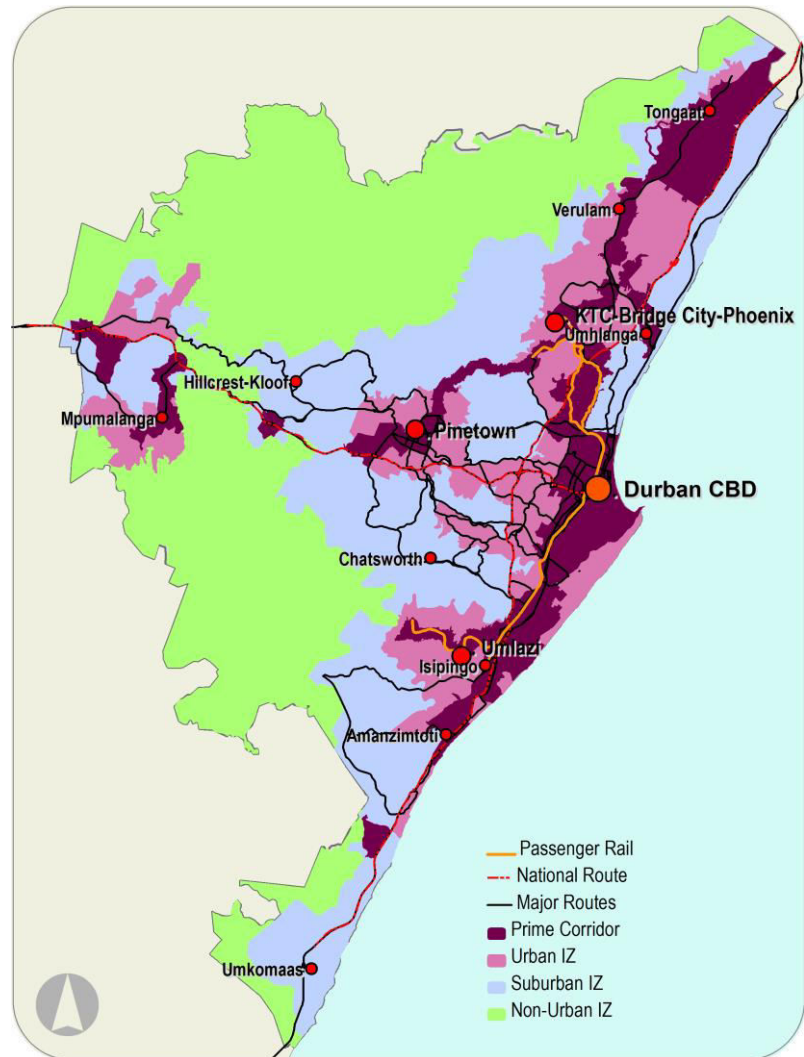 Tongaat
Verulam
KTC-Bridge City-Phoenix
Umhlanga
Hillcrest-Kloof
Mpumalanga
Pinetown
Durban CBD
Chatsworth
Umlazi
Isipingo
Amanzimtoti
Passenger Rail
National Route
Major Routes
Prime Corridor
Urban IZ
Suburban IZ
Non-Urban IZ
Umkomaas